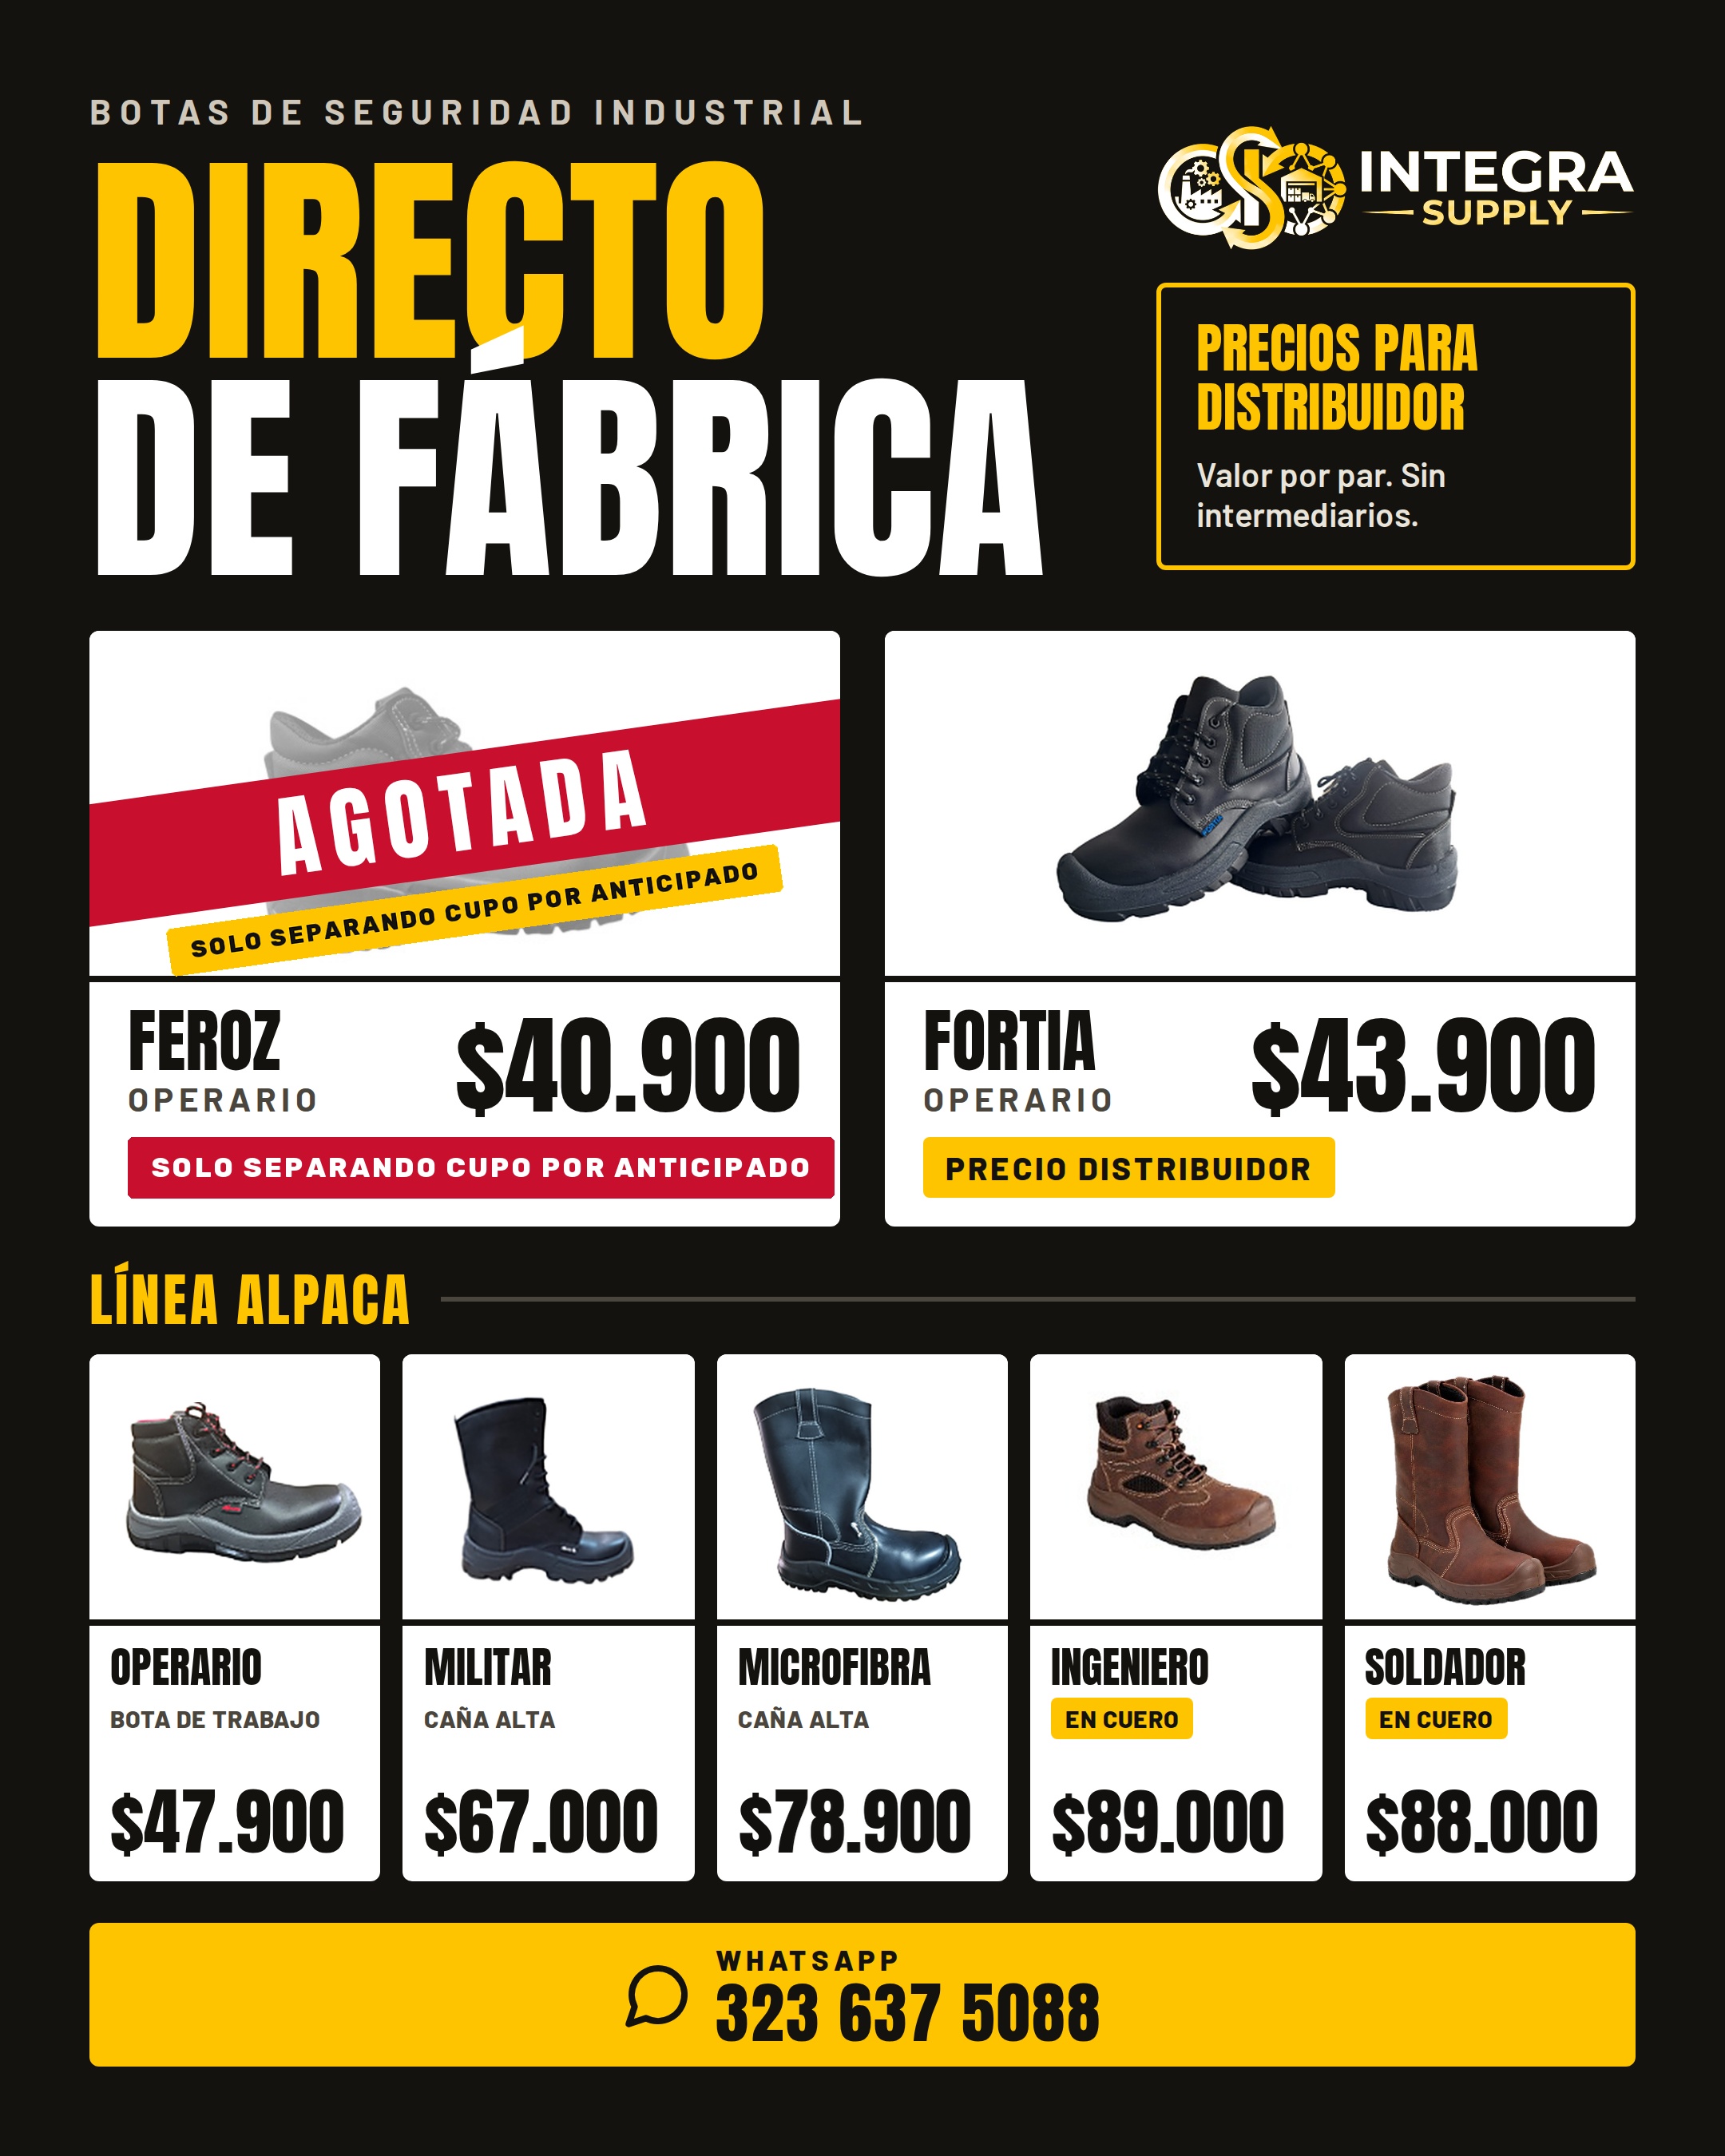 BOTAS DE SEGURIDAD INDUSTRIAL
DIRECTO
DE FÁBRICA
INTEGRA
SUPPLY
PRECIOS PARA
DISTRIBUIDOR
Valor por par. Sin
intermediarios.
AGOTADA
SOLO SEPARANDO CUPO POR ANTICIPADO
FEROZ
OPERARIO
$40.900
SOLO SEPARANDO CUPO POR ANTICIPADO
FORTIA
OPERARIO
$43.900
PRECIO DISTRIBUIDOR
LÍNEA ALPACA
OPERARIO
BOTA DE TRABAJO
$47.900
MILITAR
CAÑA ALTA
$67.000
MICROFIBRA
CAÑA ALTA
$78.900
INGENIERO
EN CUERO
$89.000
SOLDADOR
EN CUERO
$88.000
WHATSAPP
323 637 5088